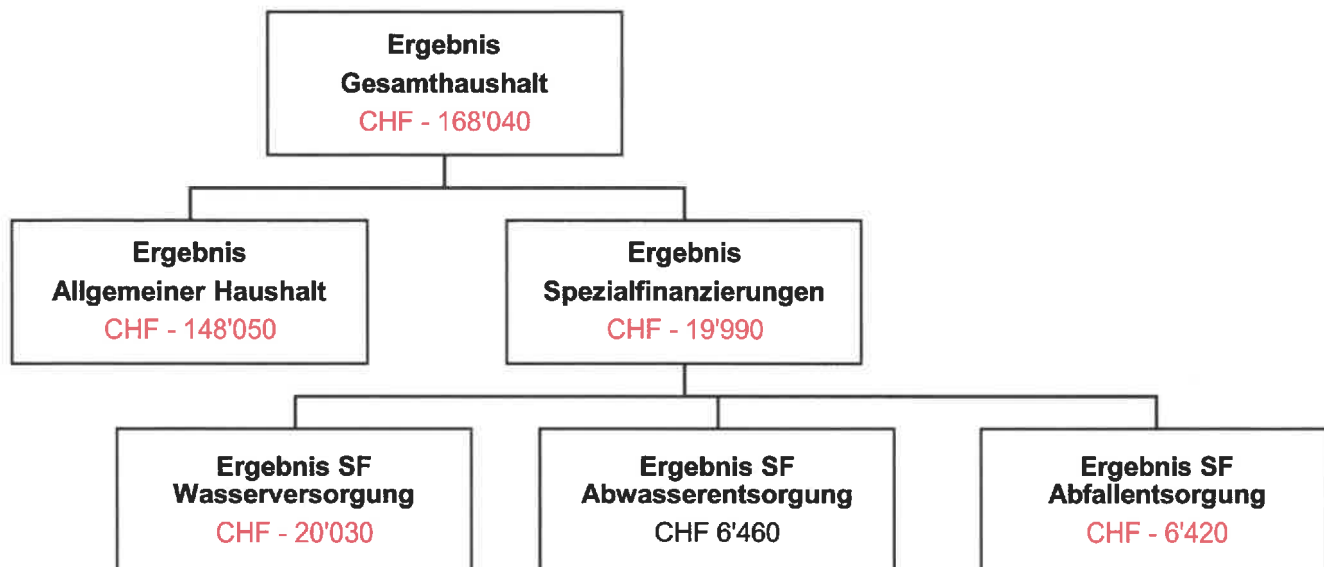 Ergebnis
Gesamthaushalt
CHF - 168'040
Ergebnis
Allgemeiner Haushalt
CHF - 148'050
Ergebnis
Spezialfinanzierungen
CHF - 19'990
Ergebnis SF
Wasserversorgung
CHF - 20'030
Ergebnis SF
Abwasserentsorgung
CHF 6'460
Ergebnis SF
Abfallentsorgung
CHF - 6'420